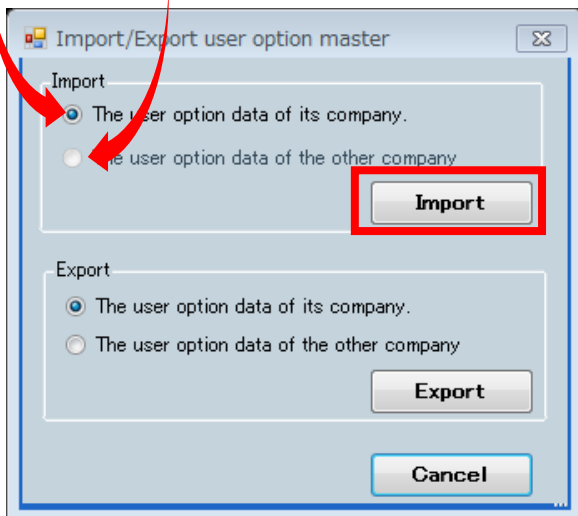 Import/Export user option master
Import
The user option data of its company.
The user option data of the other company
Import
Export
The user option data of its company.
The user option data of the other company
Export
Cancel